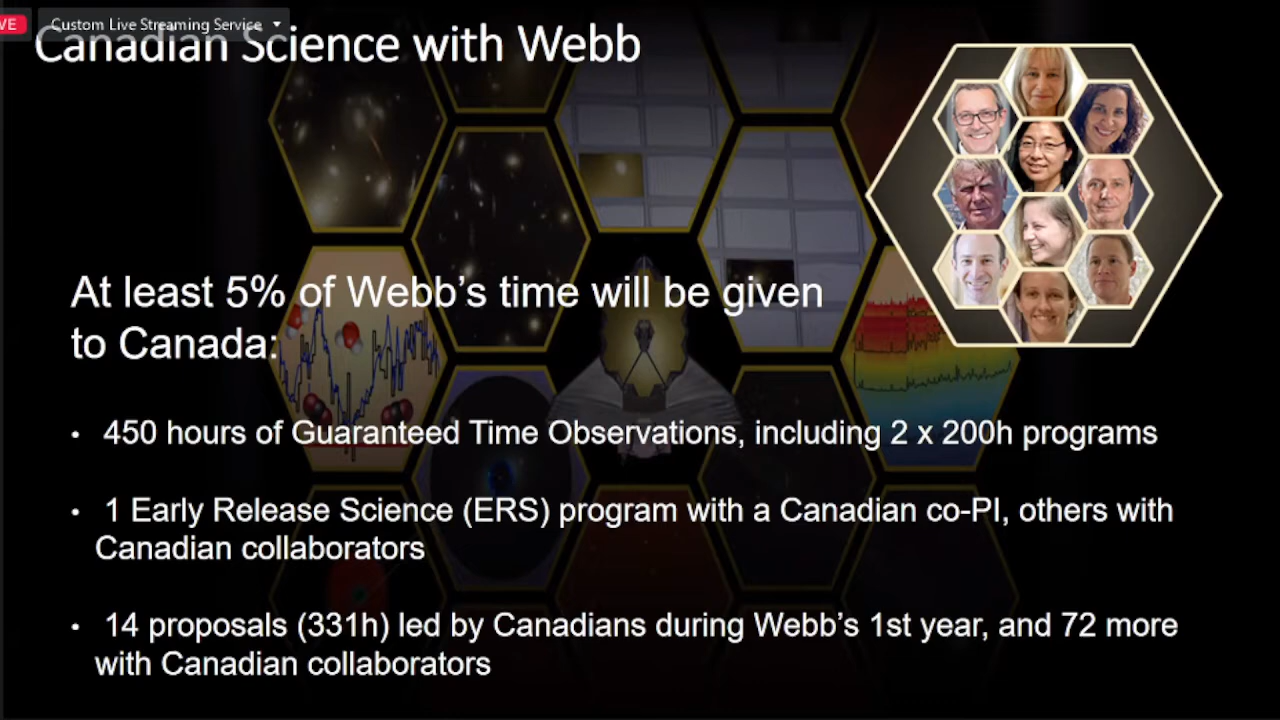 VE
Custom Live Streaming Service
Canadian Science with Webb
At least 5% of Webb's time will be given
to Canada:
• 450 hours of Guaranteed Time Observations, including 2 x 200h programs
• 1 Early Release Science (ERS) program with a Canadian co-PI, others with
Canadian collaborators
• 14 proposals (331h) led by Canadians during Webb's 1st year, and 72 more
with Canadian collaborators